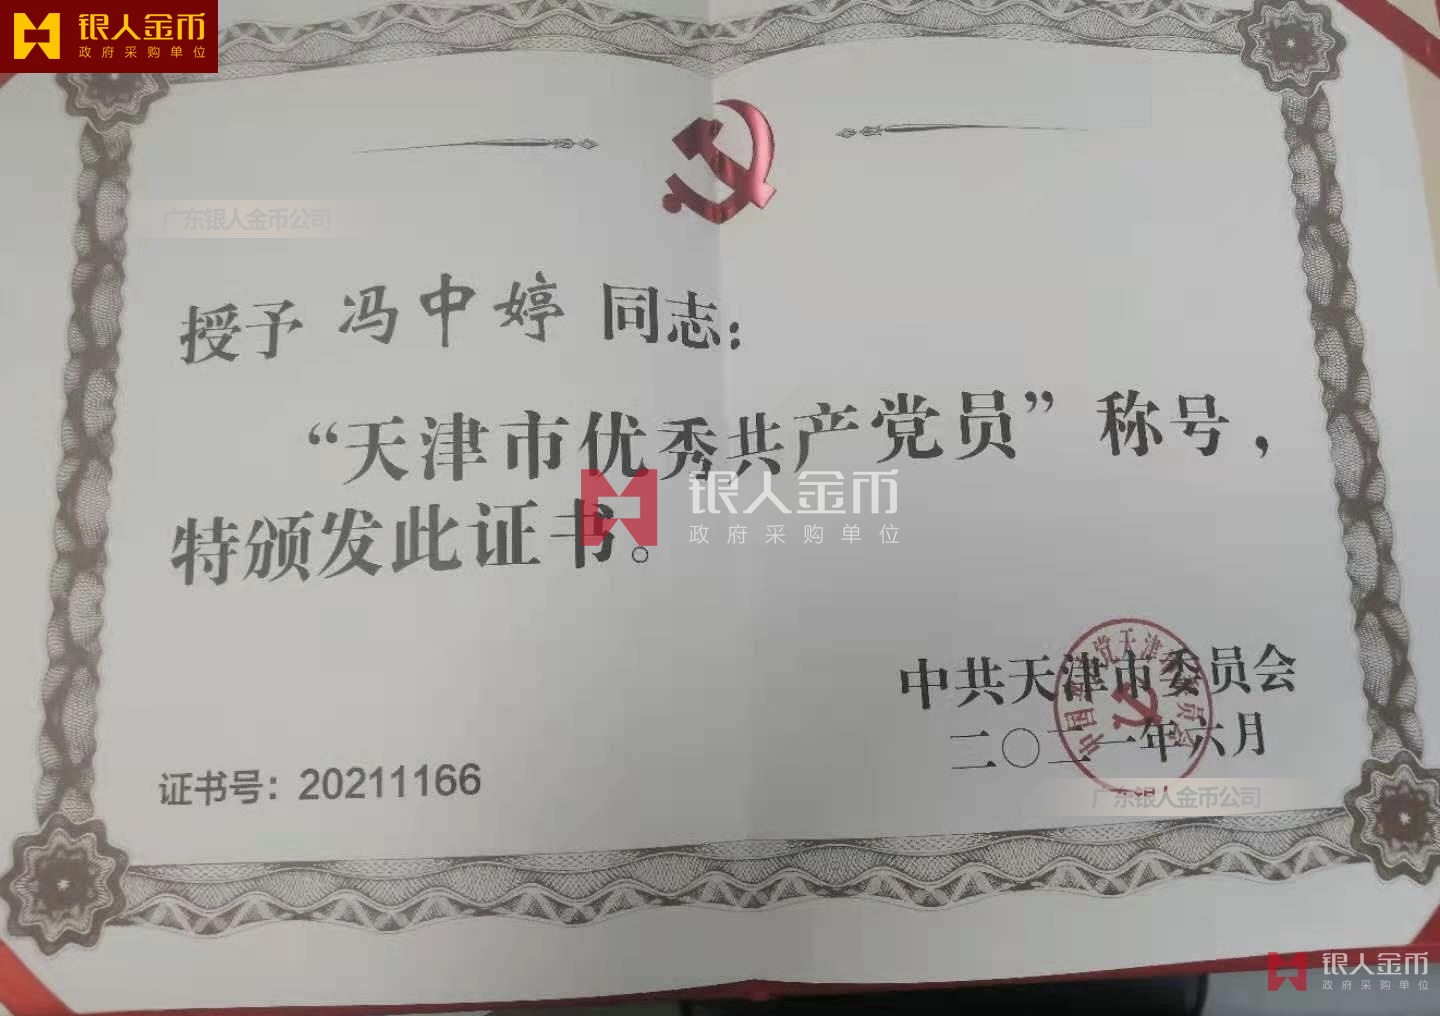 银人金币
政府采购单位
广东银人金币公司
授予 冯中婷 同志：
“天津市优秀共产党员”称号，
银人金币
政府采购单位
特颁发此证书。
中共天津市委员会
二〇二一年六月
证书号：20211166
广东银人金币公司
银人金币
政府采购单位